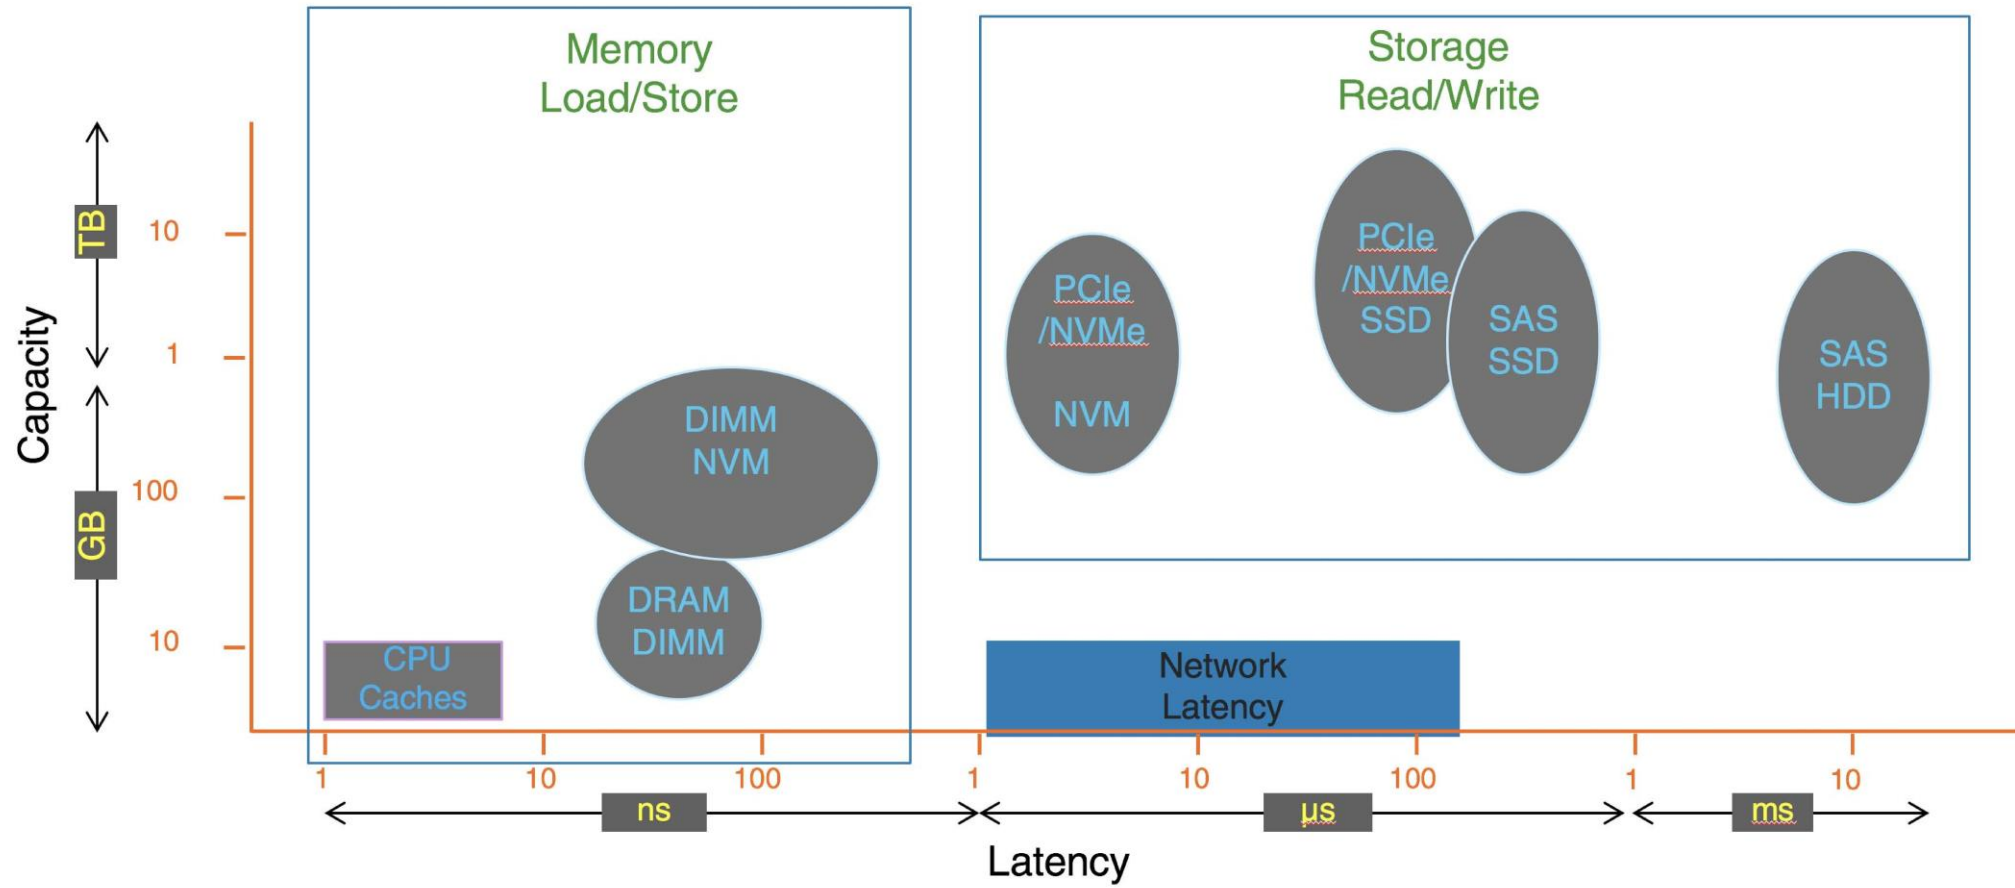 Memory
Load/Store
Storage
Read/Write
Capacity
TB
GB
10
1
100
10
PCIe
/NVMe
NVM
PCIe
/NVMe
SSD
SAS
SSD
SAS
HDD
DIMM
NVM
DRAM
DIMM
CPU
Caches
Network
Latency
1
10
100
1
10
100
1
10
ns
µs
ms
Latency